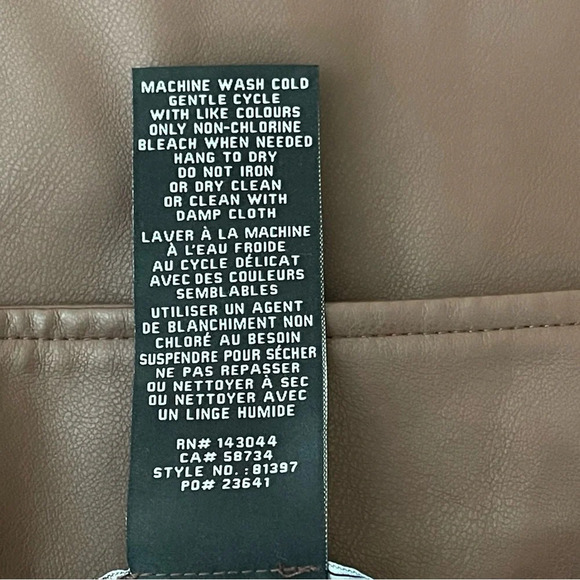 MACHINE WASH COLD
GENTLE CYCLE
WITH LIKE COLOURS
ONLY NON-CHLORINE
BLEACH WHEN NEEDED
HANG TO DRY
DO NOT IRON
OR DRY CLEAN
OR CLEAN WITH
DAMP CLOTH
LAVER À LA MACHINE
À L'EAU FROIDE
AU CYCLE DÉLICAT
AVEC DES COULEURS
SEMBLABLES
UTILISER UN AGENT
DE BLANCHIMENT NON
CHLORÉ AU BESOIN
SUSPENDRE POUR SÉCHER
NE PAS REPASSER
OU NETTOYER À SEC
OU NETTOYER AVEC
UN LINGE HUMIDE
RN# 143044
CA# 58734
STYLE NO. : 81397
PO# 23641